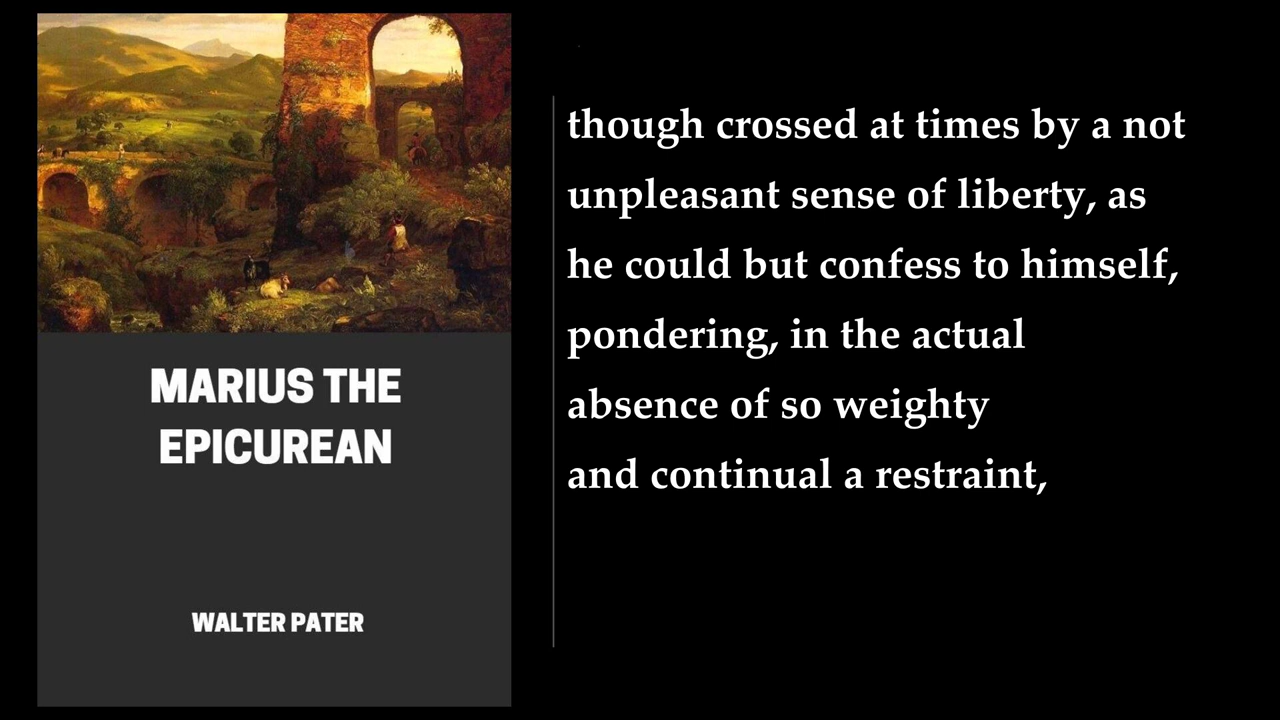 MARIUS THE
EPICUREAN
WALTER PATER
though crossed at times by a not
unpleasant sense of liberty, as
he could but confess to himself,
pondering, in the actual
absence of so weighty
and continual a restraint,